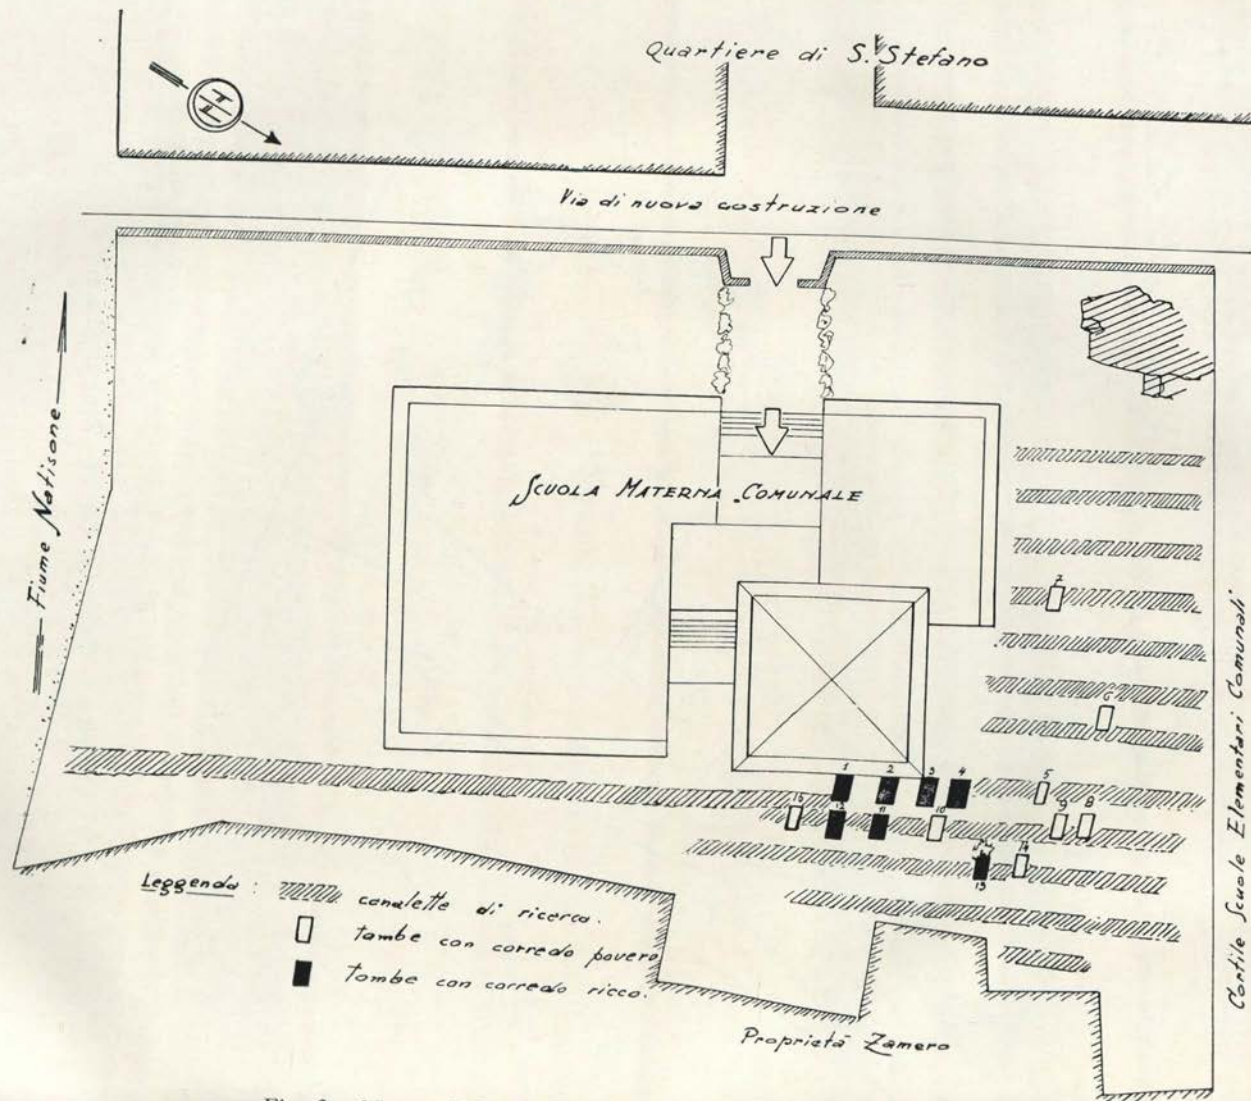 Quartiere di S. Stefano
N
Via di nuova costruzione
Fiume Natisone
SCUOLA MATERNA COMUNALE
7
6
1 2 3 4 5
15 12 11 10 9 8
13 14
Cortile Scuole Elementari Comunali
Leggenda :
canalette di ricerca.
tombe con corredo povero
tombe con corredo ricco.
Proprietà Zamero